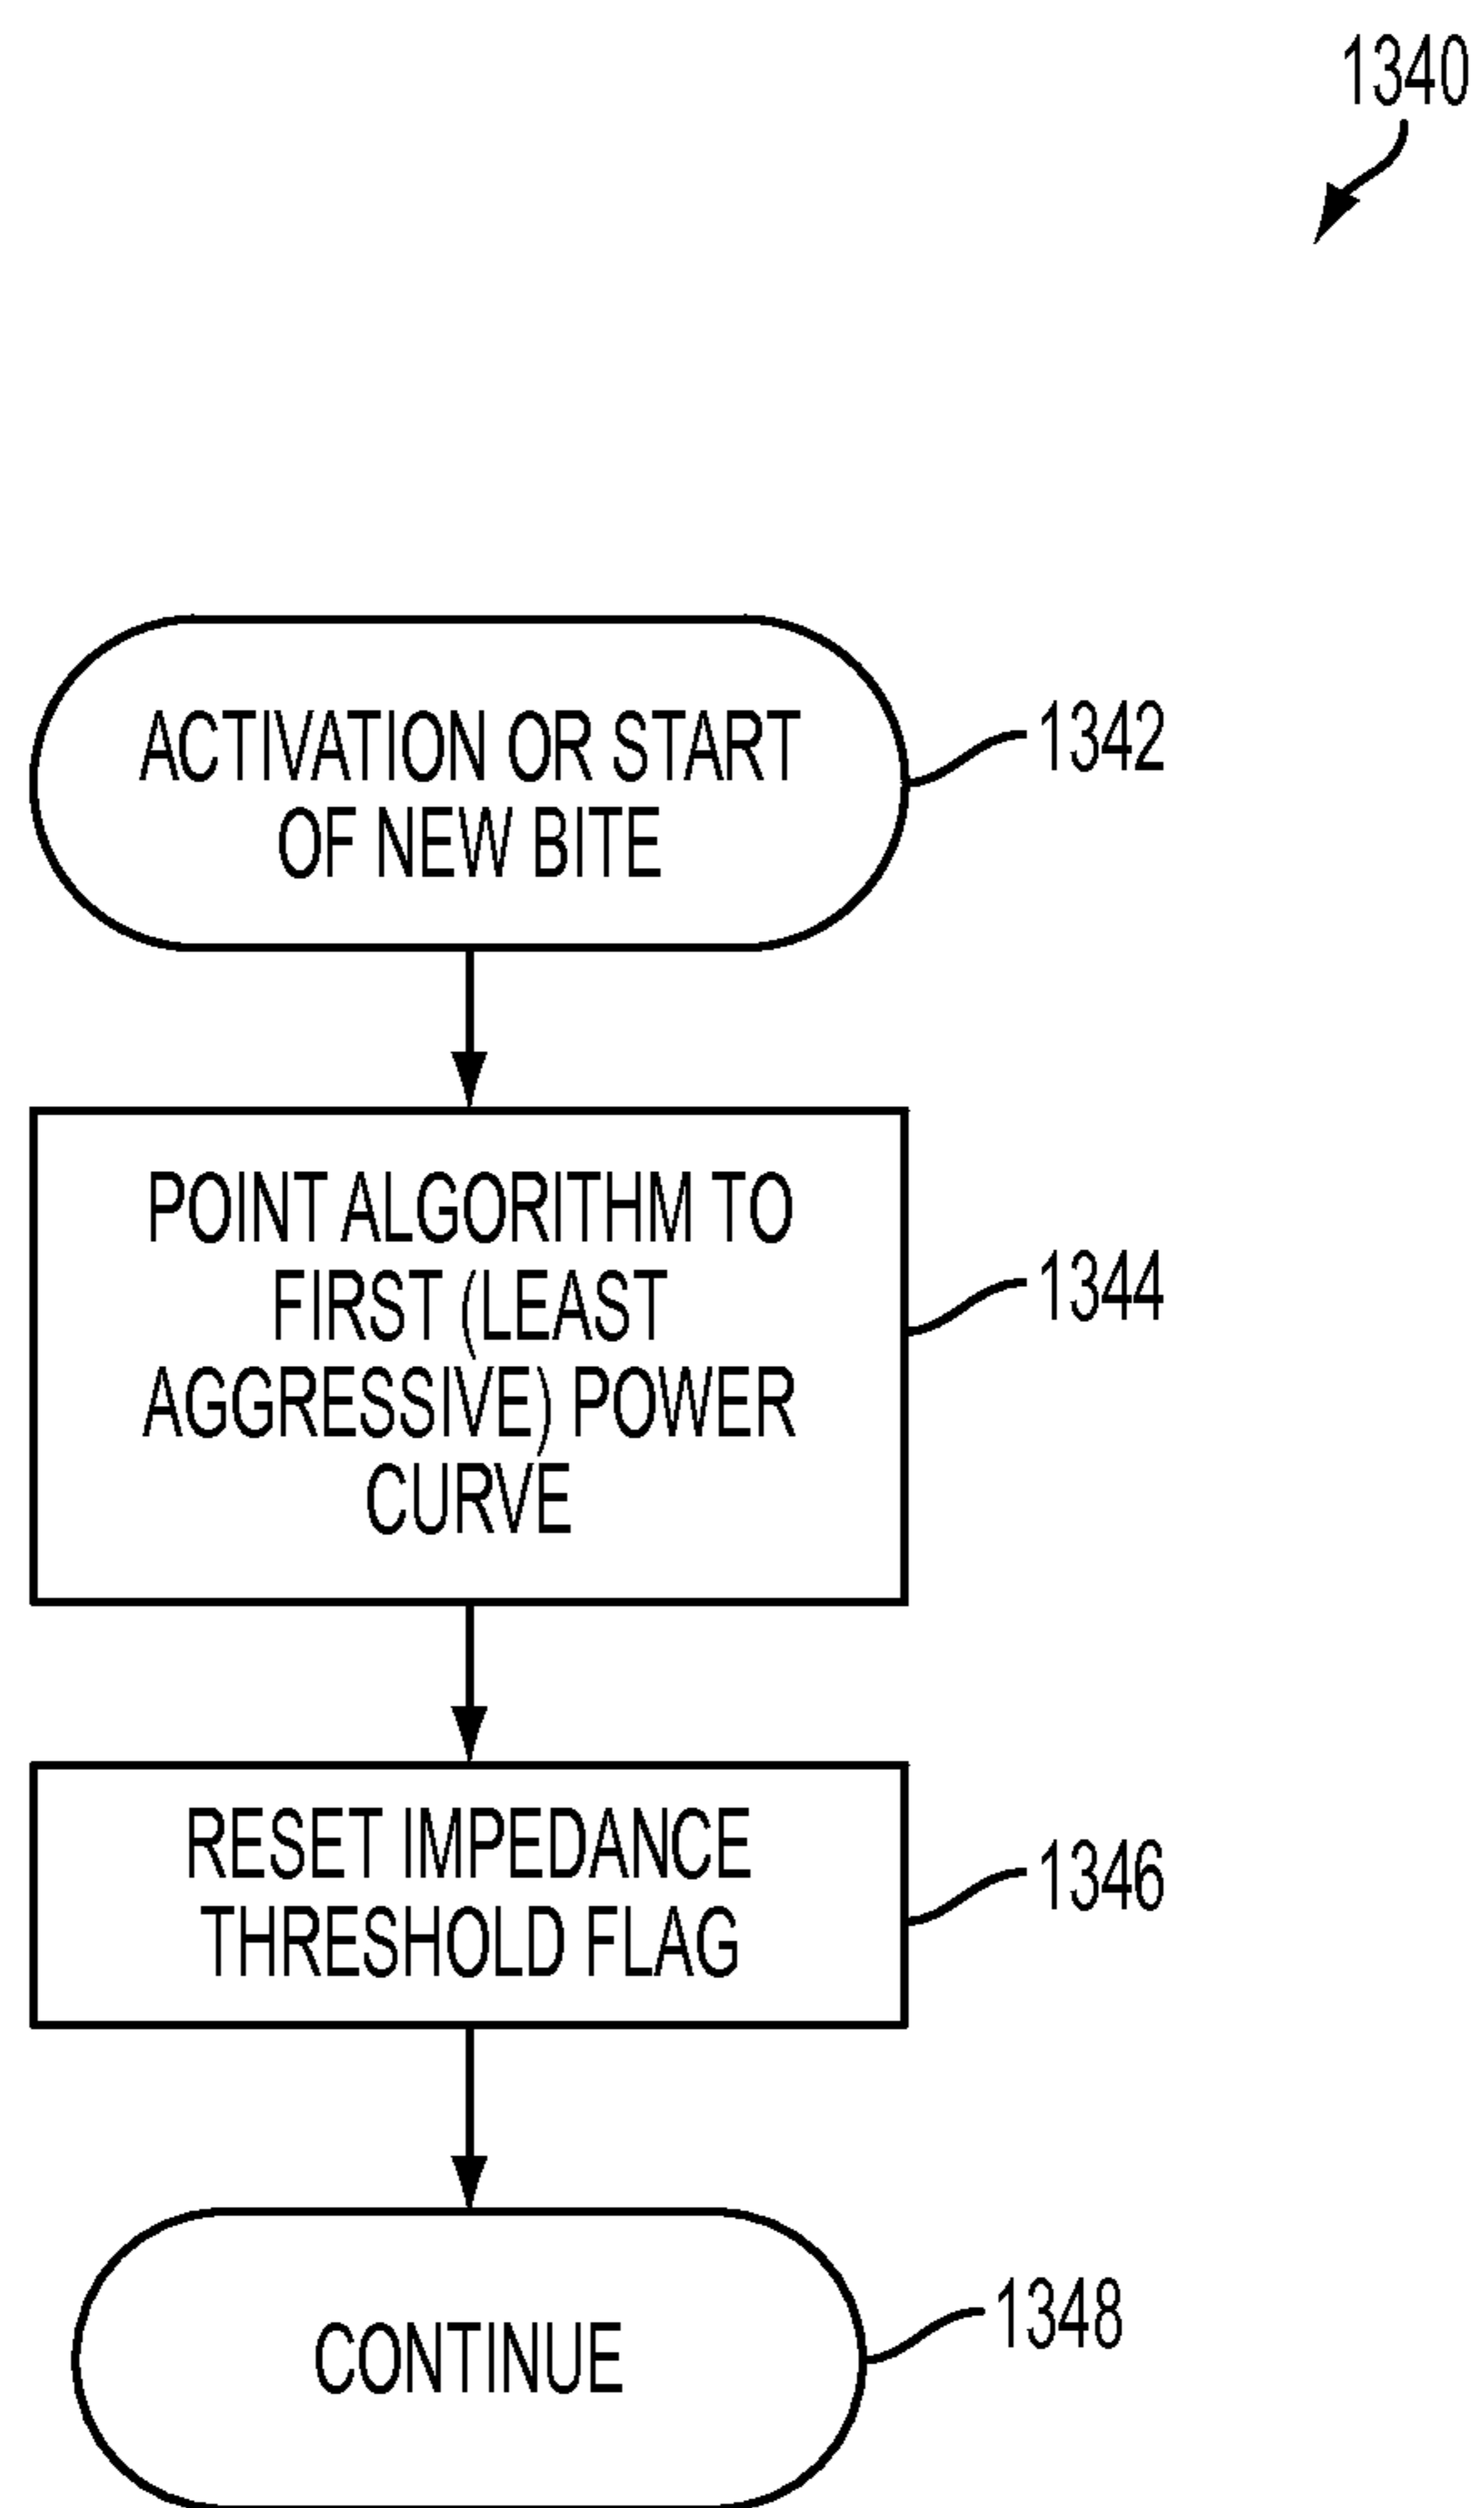 1340
ACTIVATION OR START
OF NEW BITE
1342
POINT ALGORITHM TO
FIRST (LEAST
AGGRESSIVE) POWER
CURVE
1344
RESET IMPEDANCE
THRESHOLD FLAG
1346
CONTINUE
1348